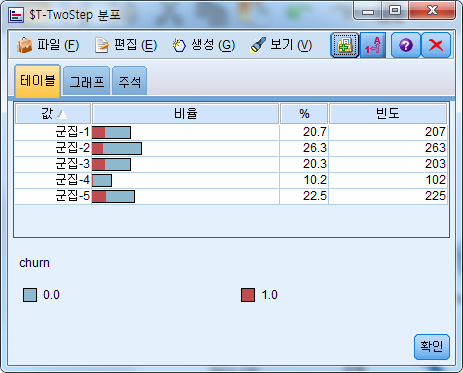 $T-TwoStep 분포
파일 (F) 편집 (E) 생성 (G) 보기 (V)
테이블 그래프 주석
값 비율 % 빈도
군집-1 20.7 207
군집-2 26.3 263
군집-3 20.3 203
군집-4 10.2 102
군집-5 22.5 225
churn
0.0 1.0
확인